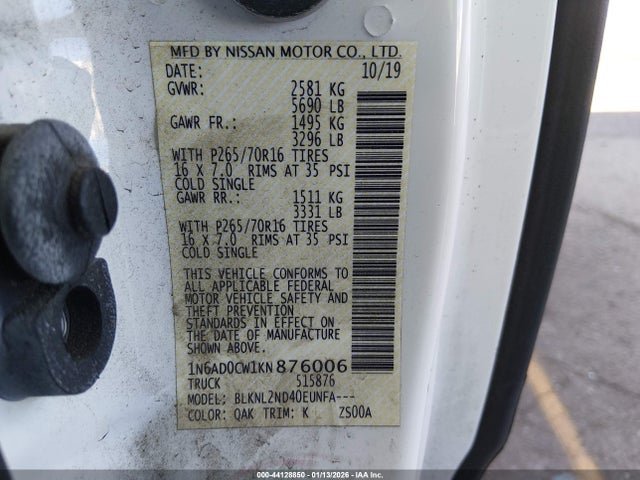 MFD BY NISSAN MOTOR CO., LTD.
DATE: 10/19
GVWR: 2581 KG
5690 LB
GAWR FR.: 1495 KG
3296 LB
WITH P265/70R16 TIRES
16 X 7.0 RIMS AT 35 PSI
COLD SINGLE
GAWR RR.: 1511 KG
3331 LB
WITH P265/70R16 TIRES
16 X 7.0 RIMS AT 35 PSI
COLD SINGLE
THIS VEHICLE CONFORMS TO
ALL APPLICABLE FEDERAL
MOTOR VEHICLE SAFETY AND
THEFT PREVENTION
STANDARDS IN EFFECT ON
THE DATE OF MANUFACTURE
SHOWN ABOVE.
1N6AD0CW1KN876006
TRUCK 515876
MODEL: BLKNL2ND40EUNFA---
COLOR: QAK TRIM: K ZS00A
000-44128850 | 01/13/2026 | IAA Inc.